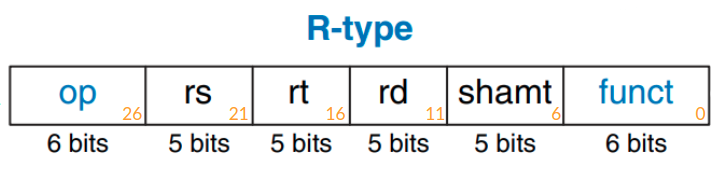 R-type
op rs rt rd shamt funct
26 21 16 11 6 0
6 bits 5 bits 5 bits 5 bits 5 bits 6 bits